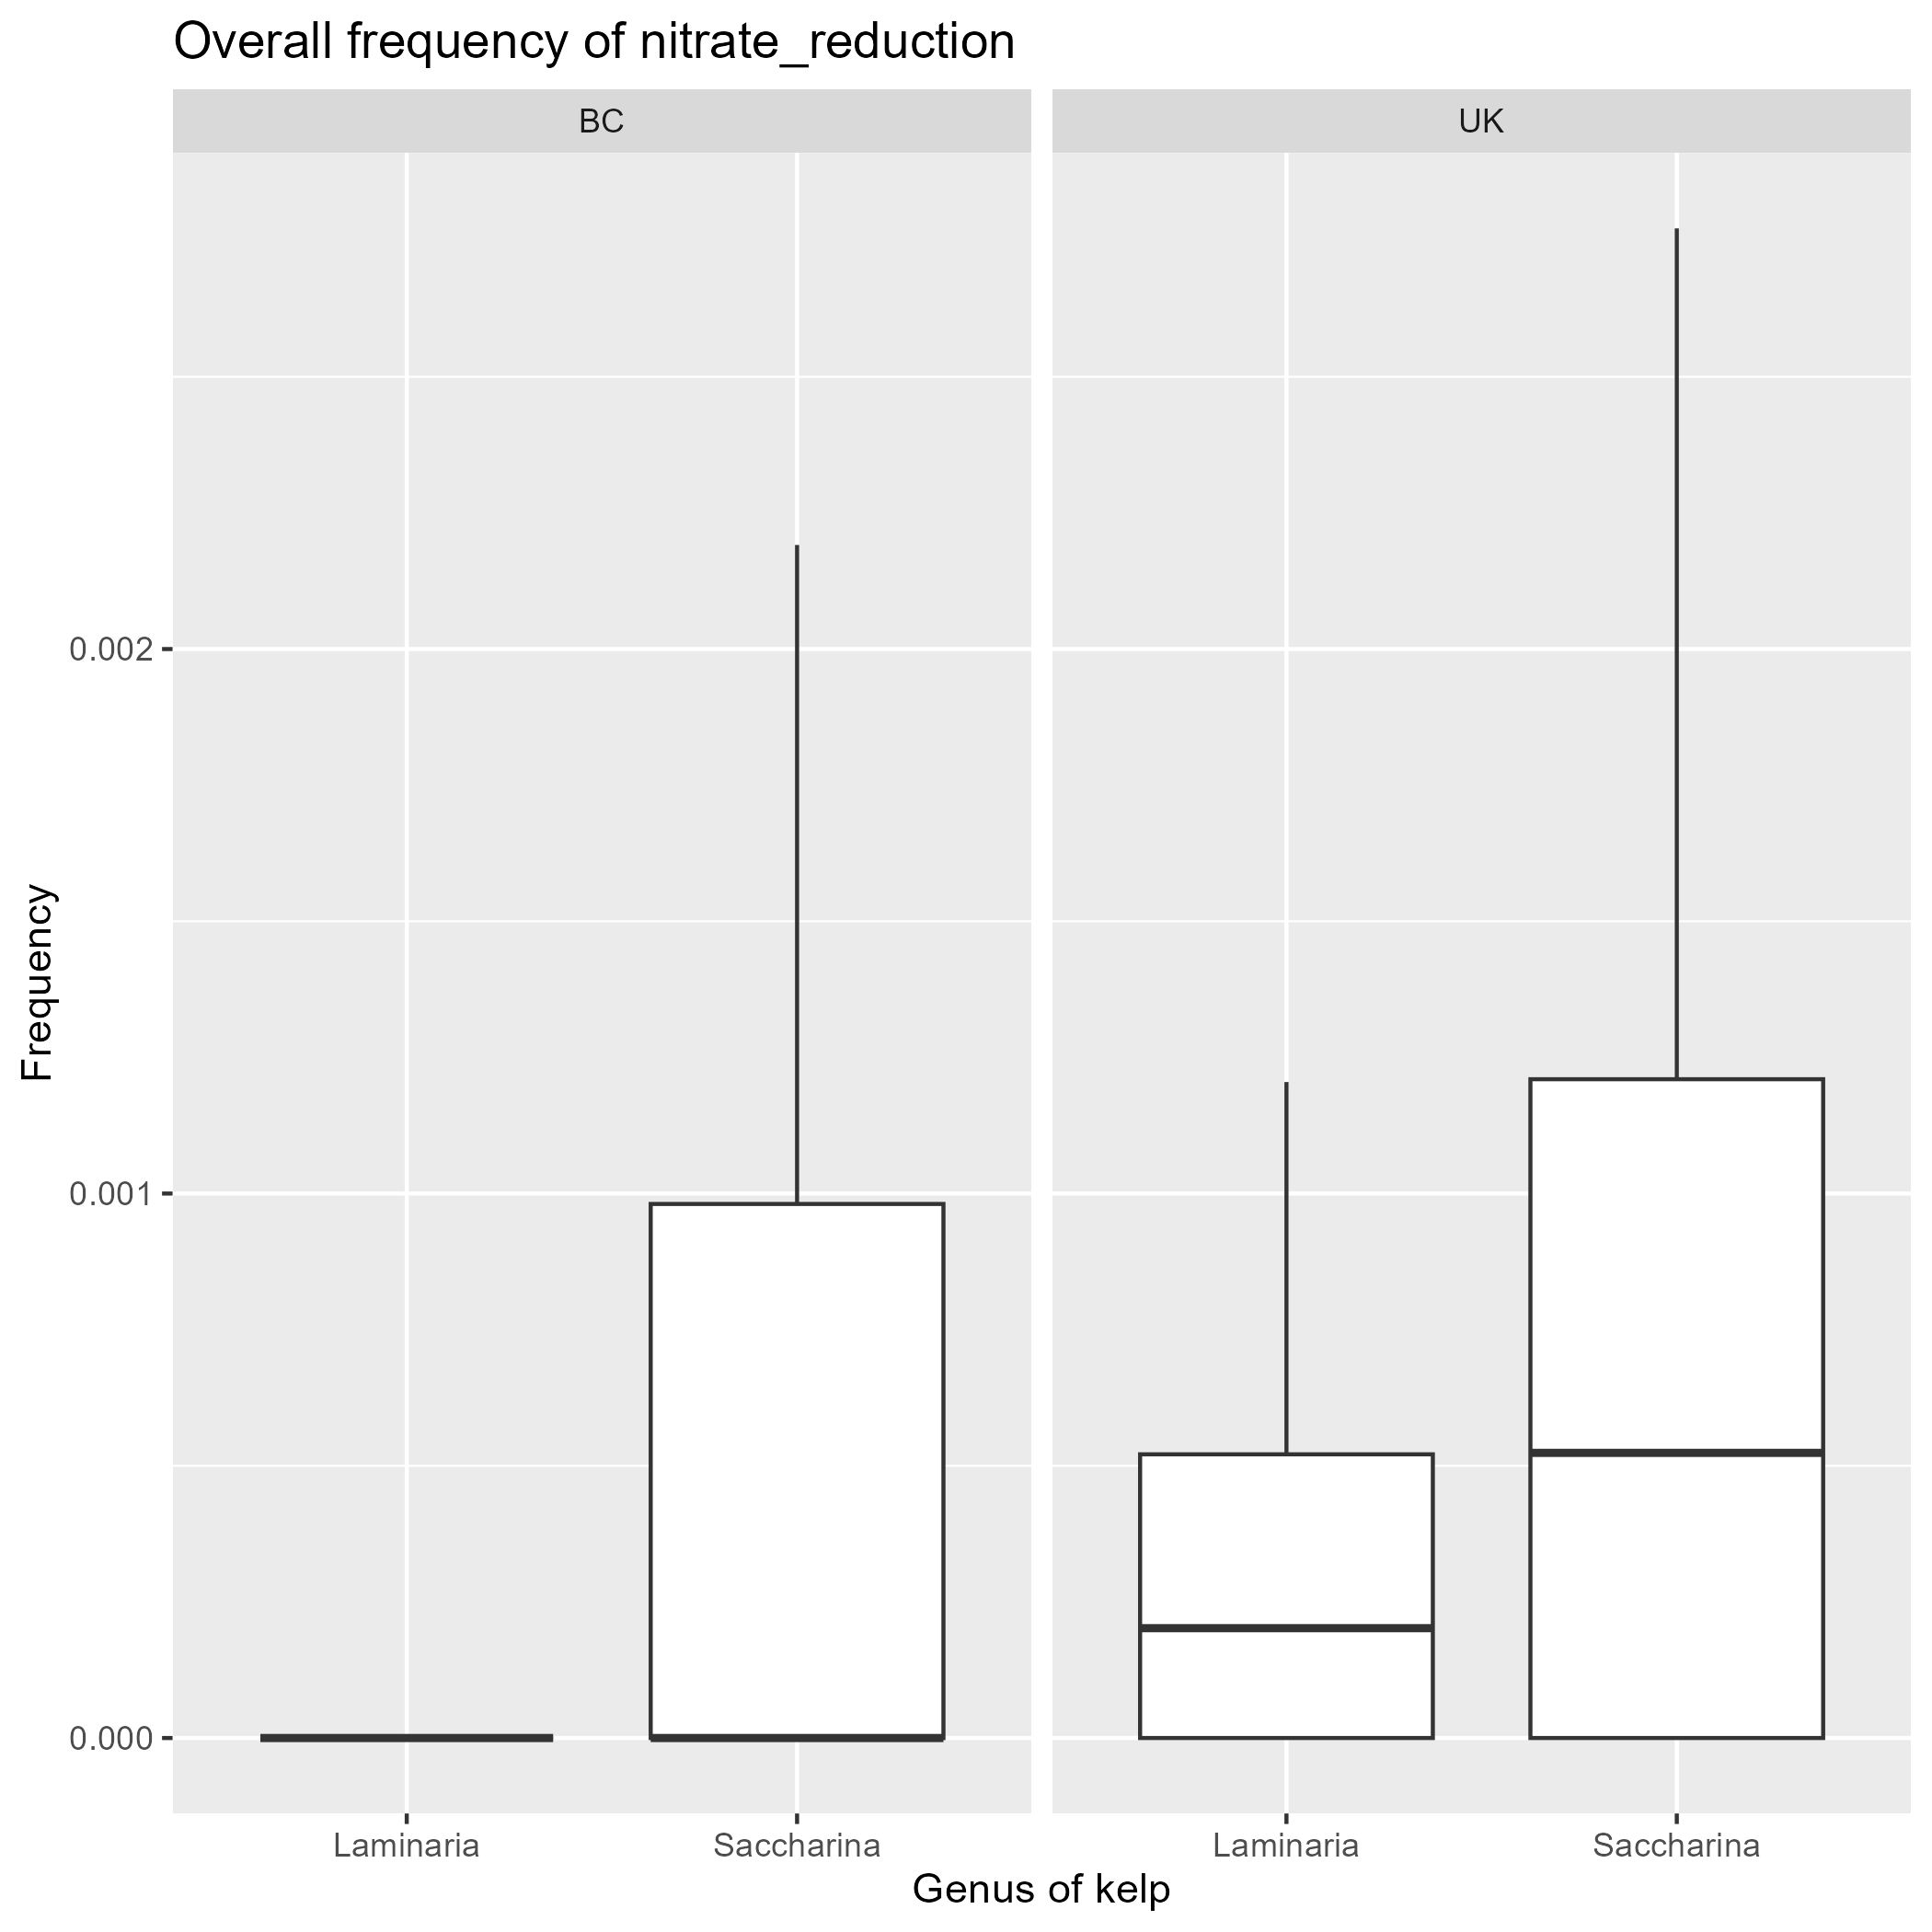 Overall frequency of nitrate_reduction
BC
UK
Frequency
0.002
0.001
0.000
Laminaria
Saccharina
Laminaria
Saccharina
Genus of kelp